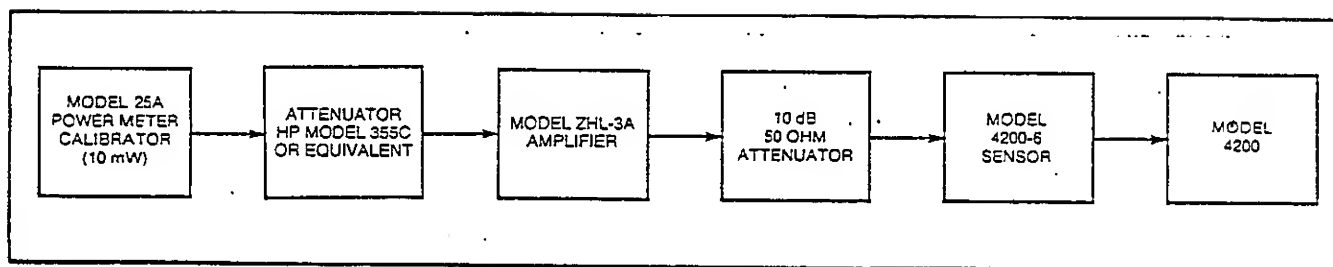 MODEL 25A
POWER METER
CALIBRATOR
(10 mW)
ATTENUATOR
HP MODEL 355C
OR EQUIVALENT
MODEL ZHL-3A
AMPLIFIER
10 dB
50 OHM
ATTENUATOR
MODEL
4200-6
SENSOR
MODEL
4200